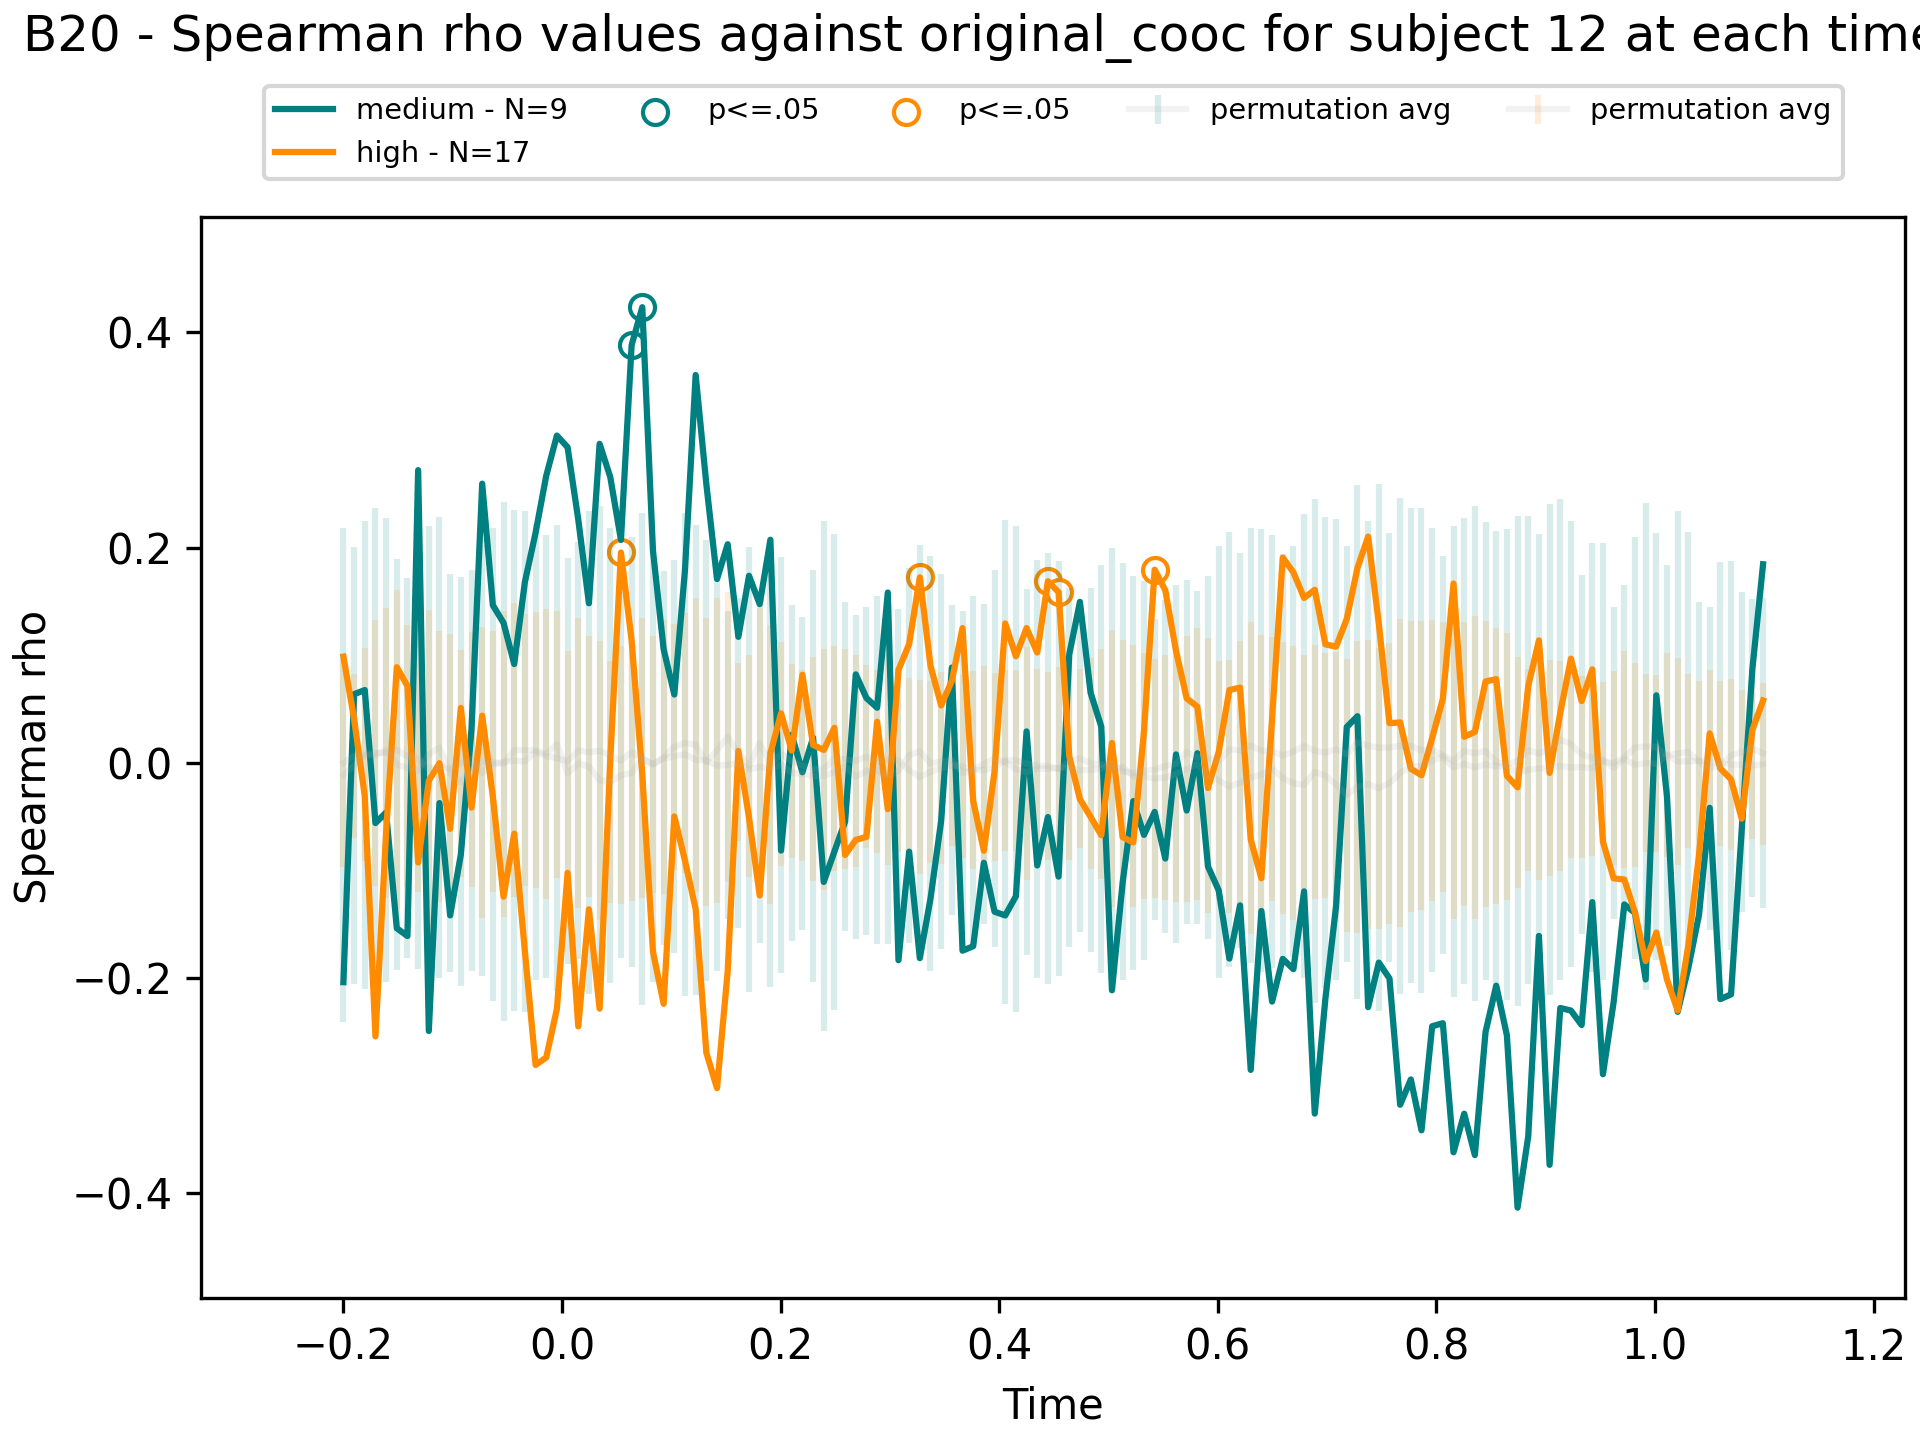 B20 - Spearman rho values against original_cooc for subject 12 at each time
medium - N=9
high - N=17
p<=.05
p<=.05
permutation avg
permutation avg
Spearman rho
0.4
0.2
0.0
−0.2
−0.4
−0.2
0.0
0.2
0.4
0.6
0.8
1.0
1.2
Time